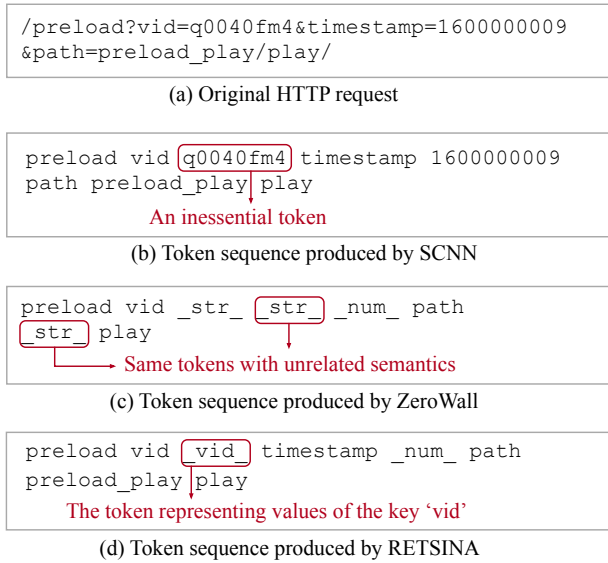 /preload?vid=q0040fm4&timestamp=1600000009
&path=preload_play/play/
(a) Original HTTP request
preload vid q0040fm4 timestamp 1600000009
path preload_play play
An inessential token
(b) Token sequence produced by SCNN
preload vid _str_ _str_ _num_ path
_str_ play
Same tokens with unrelated semantics
(c) Token sequence produced by ZeroWall
preload vid _vid_ timestamp _num_ path
preload_play play
The token representing values of the key ‘vid’
(d) Token sequence produced by RETSINA